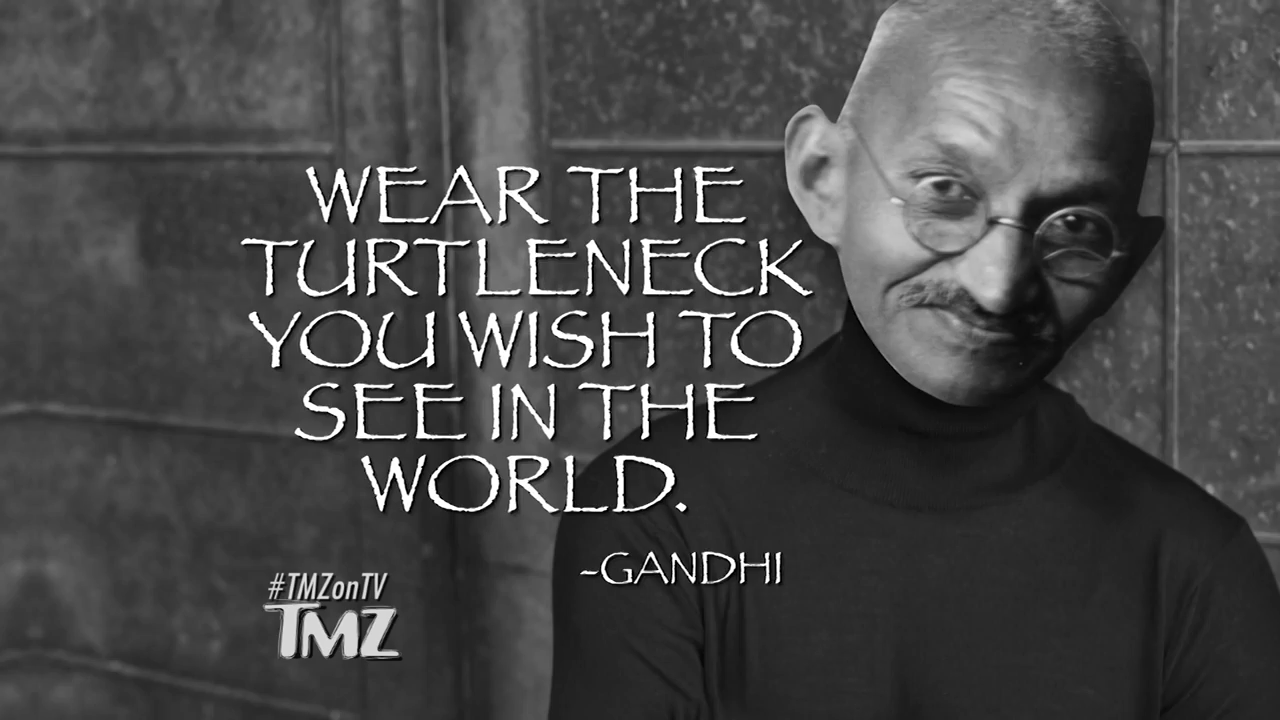 WEAR THE
TURTLENECK
YOU WISH TO
SEE IN THE
WORLD.
~GANDHI
#TMZonTV
TMZ